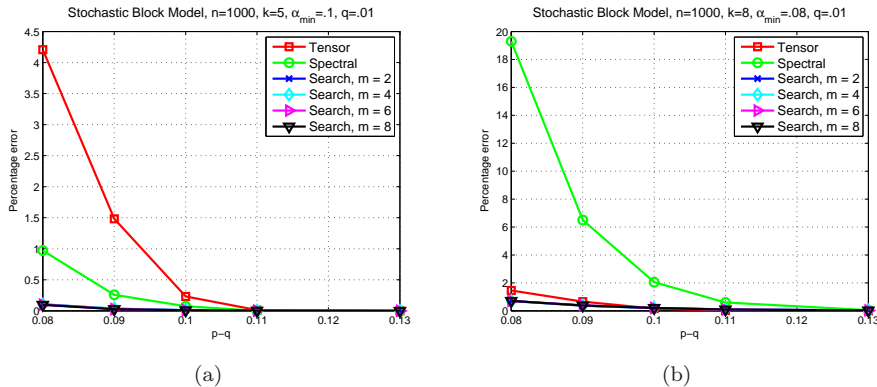 Stochastic Block Model, n=1000, k=5, α_min=.1, q=.01
4.5
4
3.5
3
2.5
2
1.5
1
0.5
0
Percentage error
0.08
0.09
0.1
0.11
0.12
0.13
p−q
Tensor
Spectral
Search, m = 2
Search, m = 4
Search, m = 6
Search, m = 8
(a)
Stochastic Block Model, n=1000, k=8, α_min=.08, q=.01
20
18
16
14
12
10
8
6
4
2
0
Percentage error
0.08
0.09
0.1
0.11
0.12
0.13
p−q
Tensor
Spectral
Search, m = 2
Search, m = 4
Search, m = 6
Search, m = 8
(b)